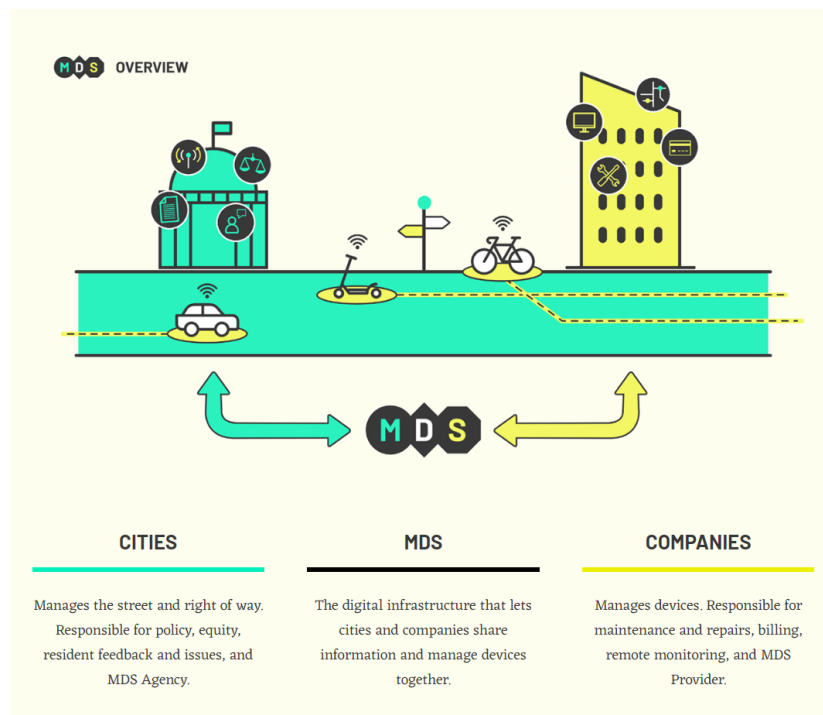 MDS OVERVIEW
MDS
CITIES
Manages the street and right of way.
Responsible for policy, equity,
resident feedback and issues, and
MDS Agency.
MDS
The digital infrastructure that lets
cities and companies share
information and manage devices
together.
COMPANIES
Manages devices. Responsible for
maintenance and repairs, billing,
remote monitoring, and MDS
Provider.